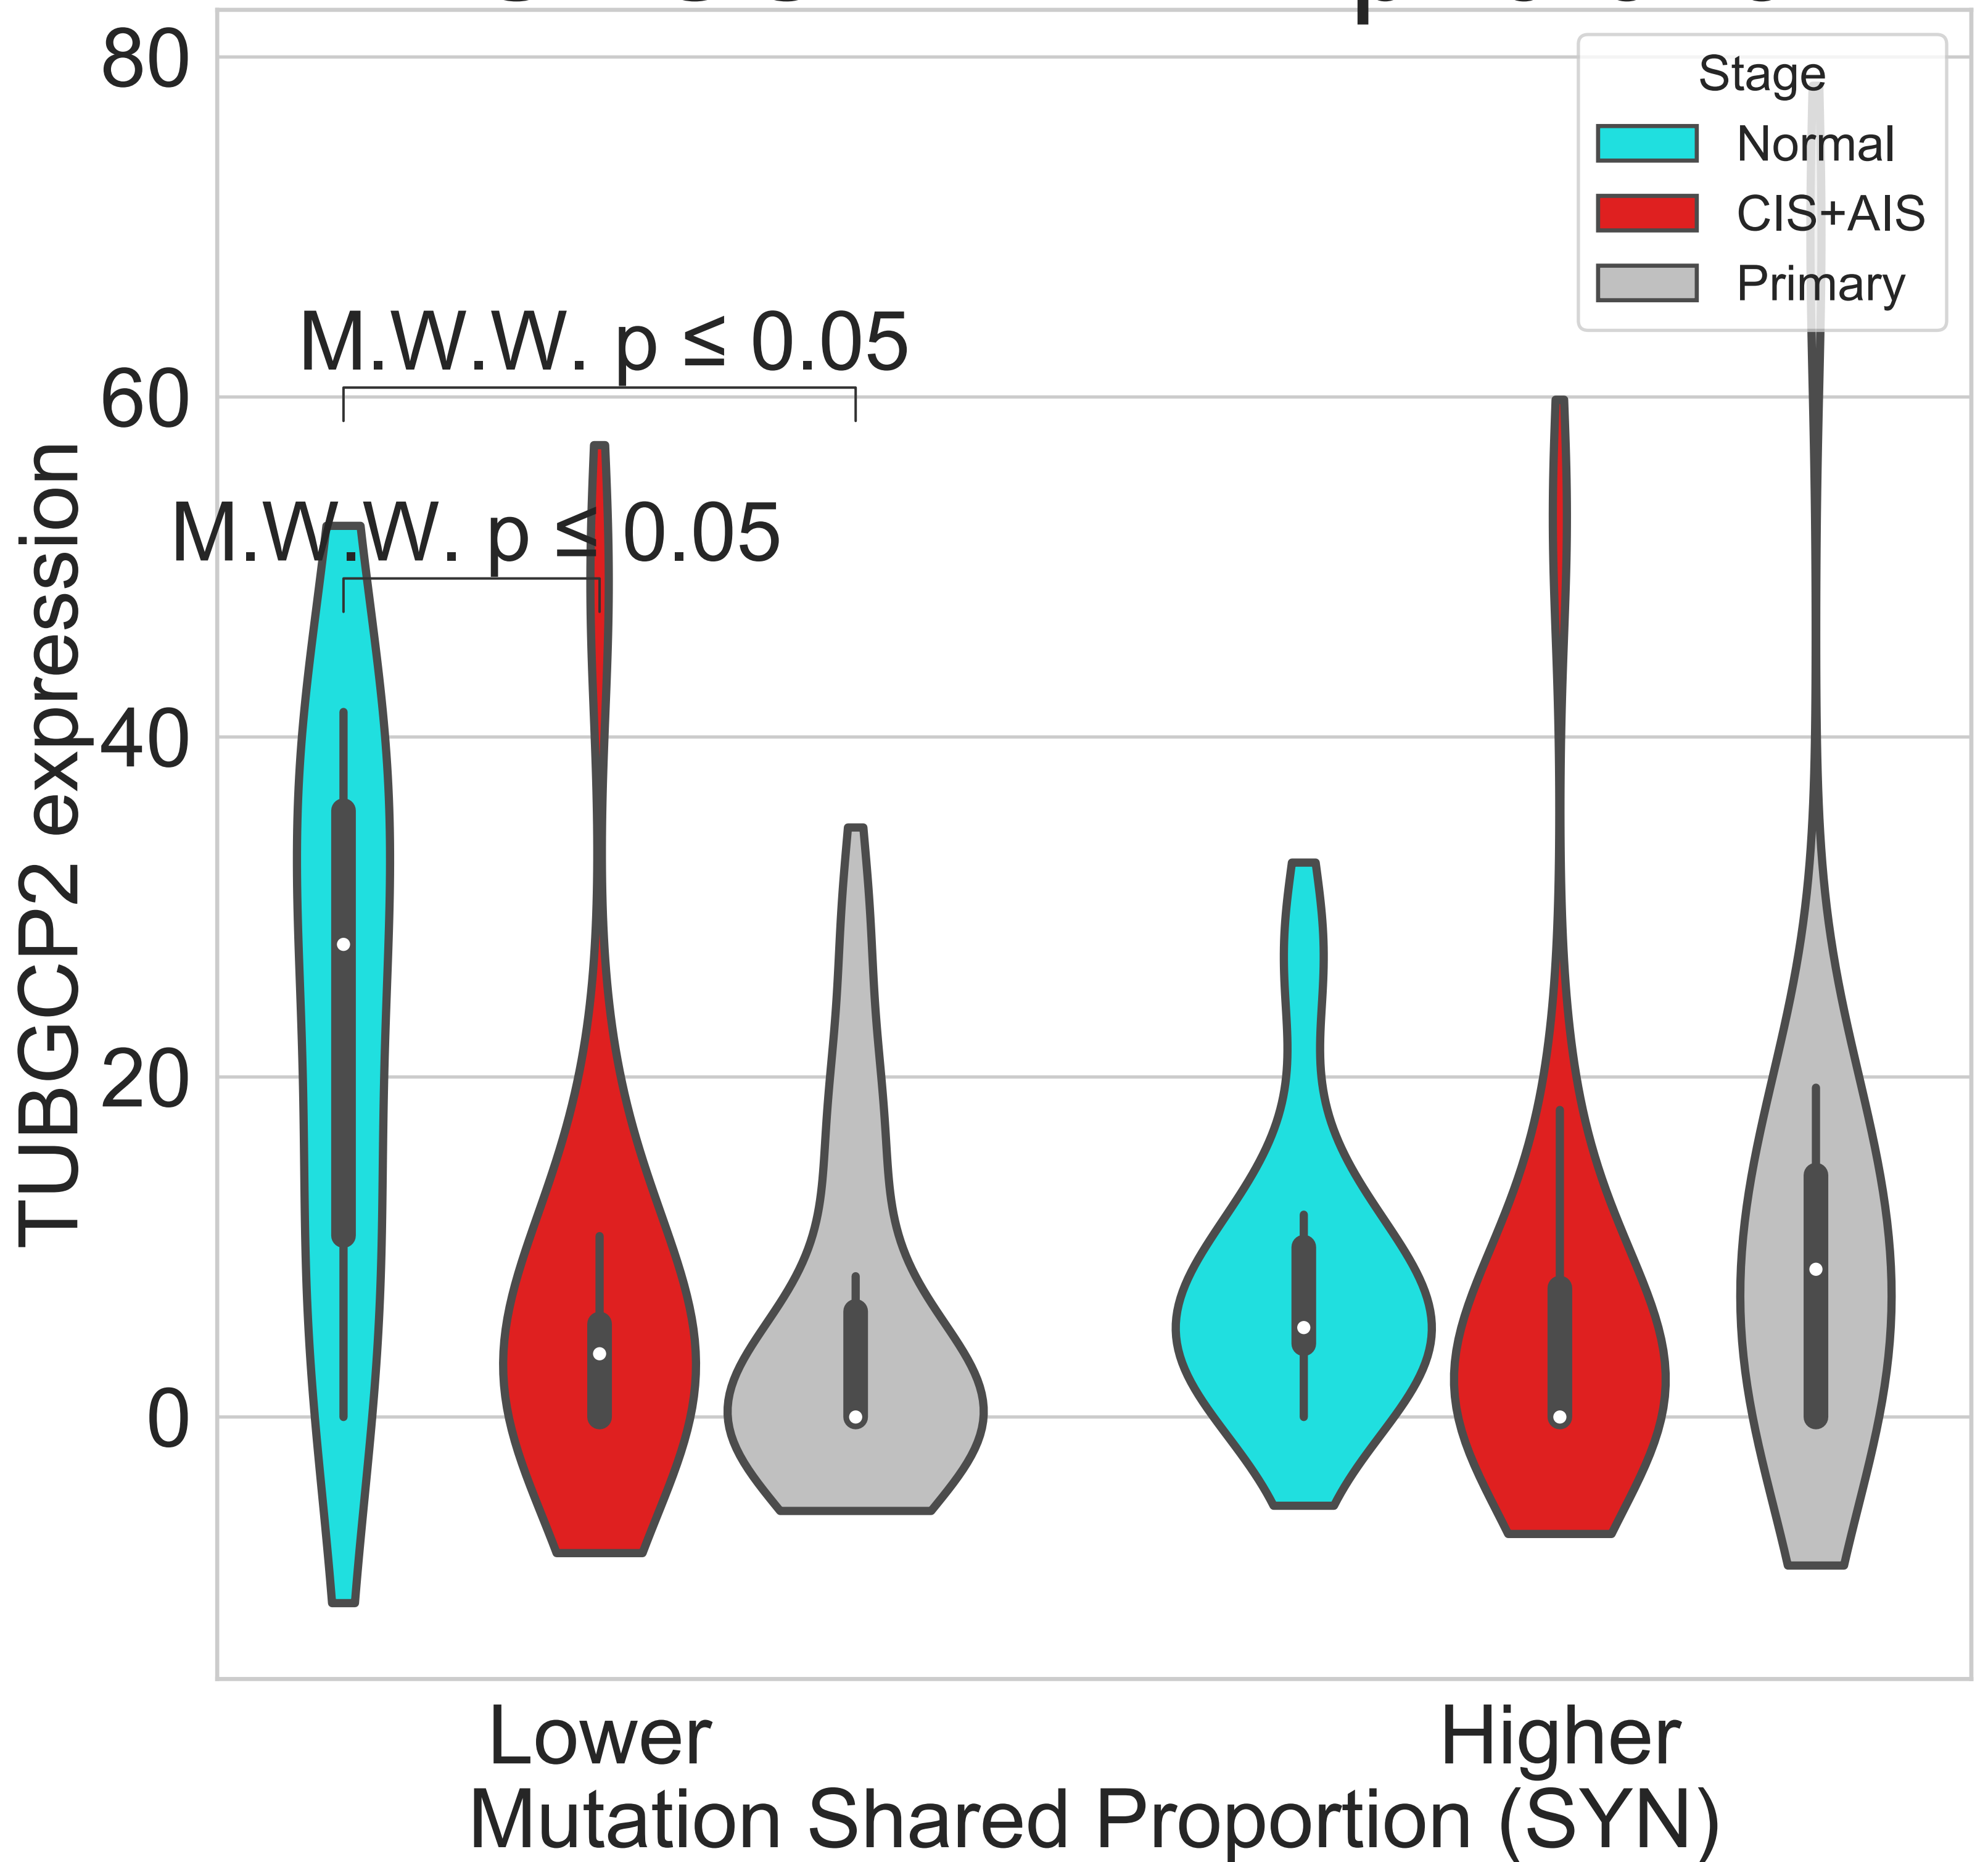 80
60
40
20
0
TUBGCP2 expression
Stage
Normal
CIS+AIS
Primary
M.W.W. p ≤ 0.05
M.W.W. p ≤ 0.05
Lower
Higher
Mutation Shared Proportion (SYN)